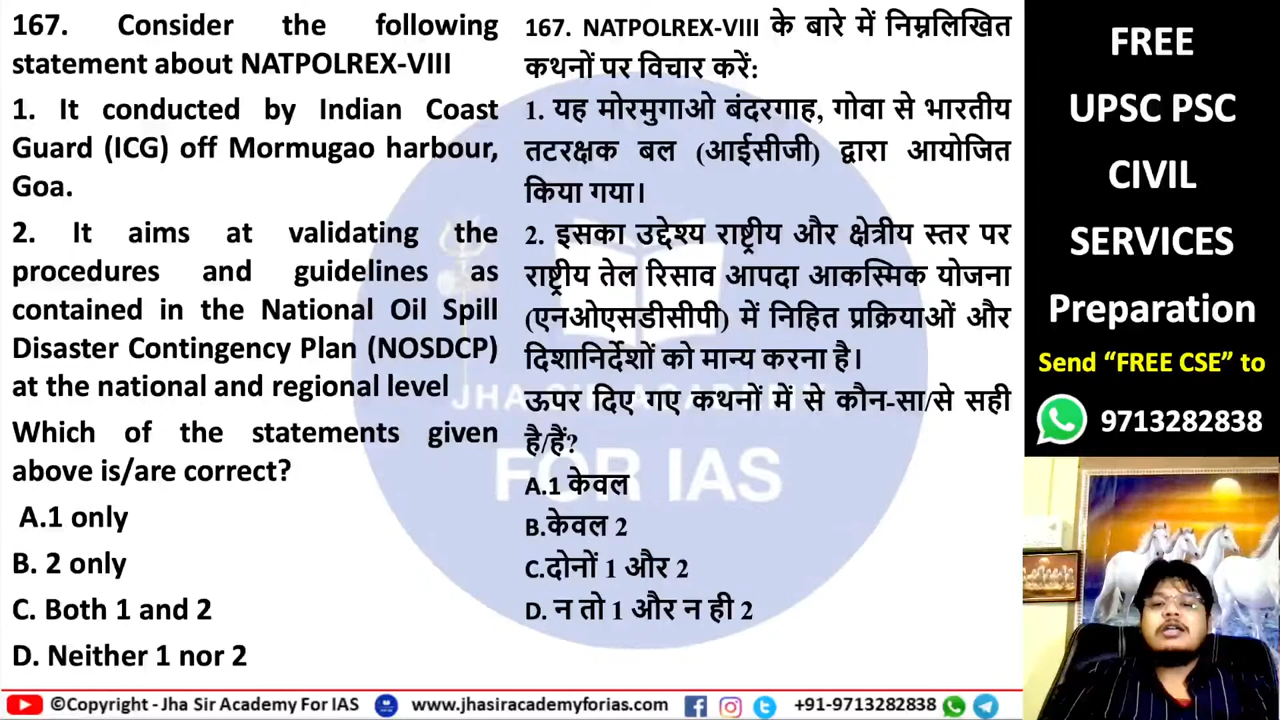 167. Consider the following
statement about NATPOLREX-VIII
1. It conducted by Indian Coast
Guard (ICG) off Mormugao harbour,
Goa.
2. It aims at validating the
procedures and guidelines as
contained in the National Oil Spill
Disaster Contingency Plan (NOSDCP)
at the national and regional level
Which of the statements given
above is/are correct?
A.1 only
B. 2 only
C. Both 1 and 2
D. Neither 1 nor 2
167. NATPOLREX-VIII के बारे में निम्नलिखित
कथनों पर विचार करें:
1. यह मोरमुगाओ बंदरगाह, गोवा से भारतीय
तटरक्षक बल (आईसीजी) द्वारा आयोजित
किया गया।
2. इसका उद्देश्य राष्ट्रीय और क्षेत्रीय स्तर पर
राष्ट्रीय तेल रिसाव आपदा आकस्मिक योजना
(एनओएसडीसीपी) में निहित प्रक्रियाओं और
दिशानिर्देशों को मान्य करना है।
ऊपर दिए गए कथनों में से कौन-सा/से सही
है/हैं?
A.1 केवल
B.केवल 2
C.दोनों 1 और 2
D. न तो 1 और न ही 2
JHA SIR ACADEMY
FOR IAS
FREE
UPSC PSC
CIVIL
SERVICES
Preparation
Send “FREE CSE” to
9713282838
©Copyright - Jha Sir Academy For IAS
www.jhasiracademyforias.com
+91-9713282838